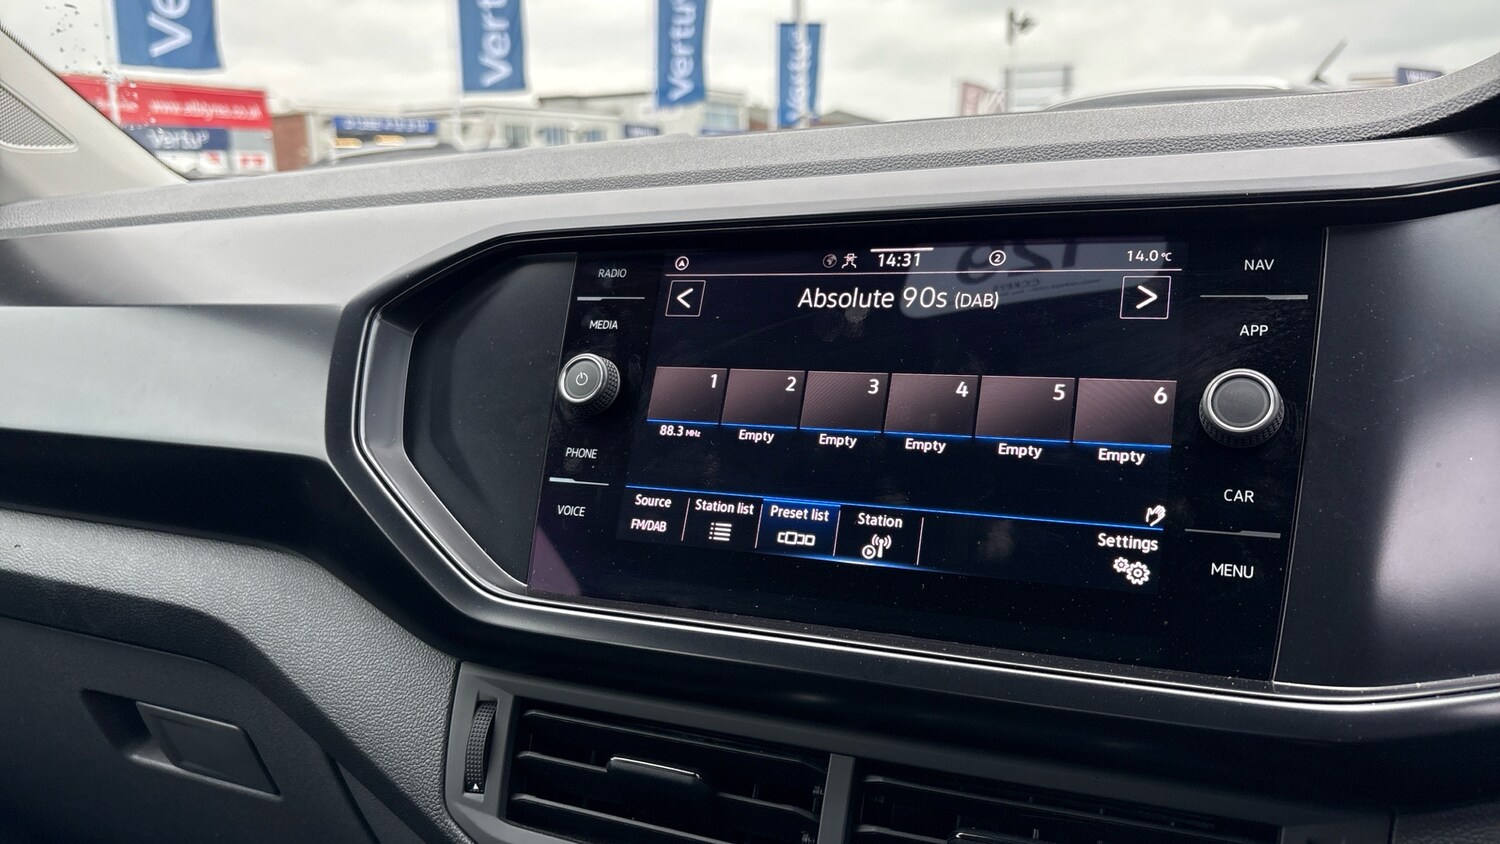 Vertu
Vertu
Vertu
Vertu
Vertu
RADIO
MEDIA
PHONE
VOICE
14:31
2
14.0 °C
<
Absolute 90s (DAB)
>
1
2
3
4
5
6
88.3 MHz
Empty
Empty
Empty
Empty
Empty
Source
FM/DAB
Station list
Preset list
Station
Settings
NAV
APP
CAR
MENU